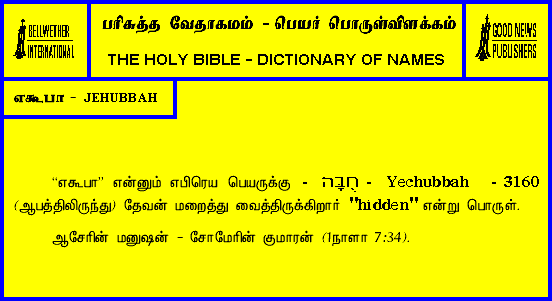 BELLWETHER
INTERNATIONAL
பரிசுத்த வேதாகமம் - பெயர் பொருள்விளக்கம்
THE HOLY BIBLE - DICTIONARY OF NAMES
GOOD NEWS
PUBLISHERS
எகூபா - JEHUBBAH
“எகூபா” என்னும் எபிரெய பெயருக்கு - חֻבָּה - Yechubbah - 3160
(ஆபத்திலிருந்து) தேவன் மறைத்து வைத்திருக்கிறார் "hidden" என்று பொருள்.
ஆசேரின் மனுஷன் - சோமேரின் குமாரன் (1நாளா 7:34).